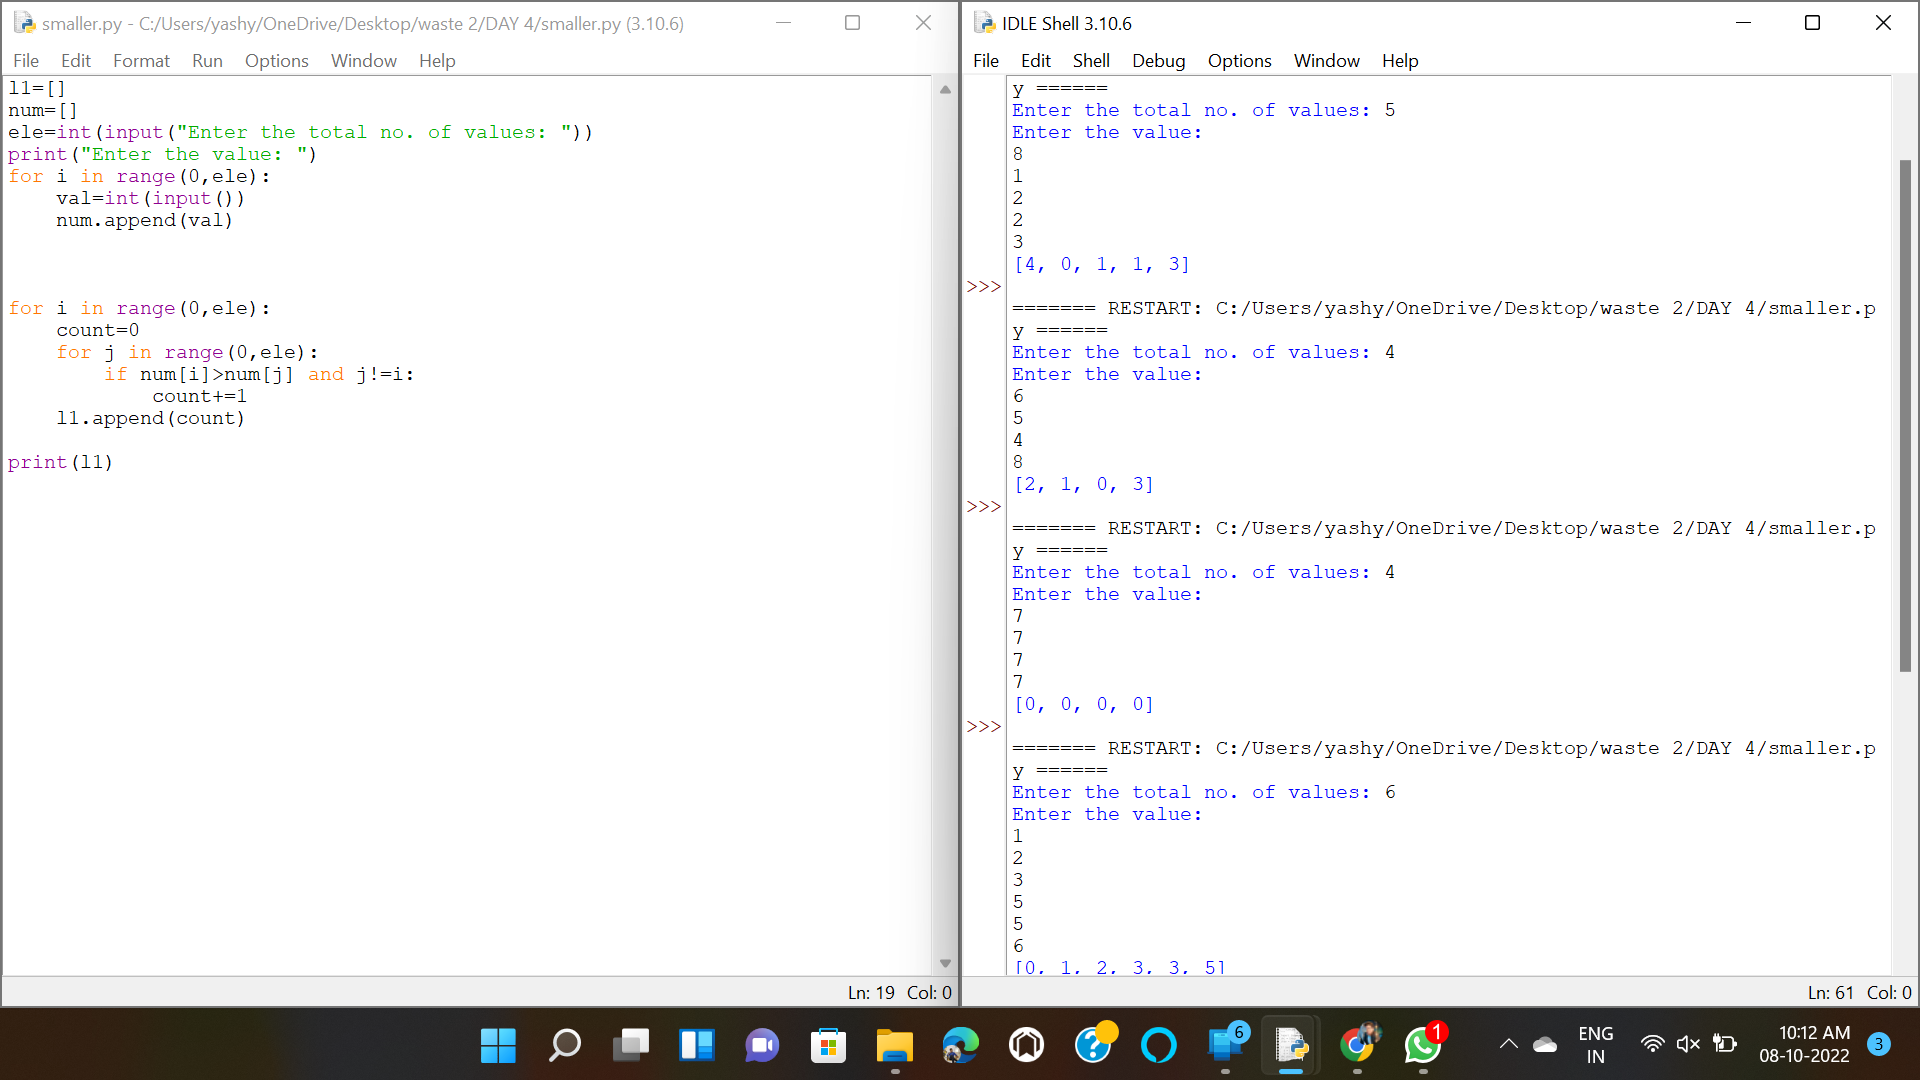 smaller.py - C:/Users/yashy/OneDrive/Desktop/waste 2/DAY 4/smaller.py (3.10.6)
File Edit Format Run Options Window Help
l1=[]
num=[]
ele=int(input("Enter the total no. of values: "))
print("Enter the value: ")
for i in range(0,ele):
    val=int(input())
    num.append(val)
for i in range(0,ele):
    count=0
    for j in range(0,ele):
        if num[i]>num[j] and j!=i:
            count+=1
    l1.append(count)
print(l1)
Ln: 19 Col: 0
IDLE Shell 3.10.6
File Edit Shell Debug Options Window Help
y ======
Enter the total no. of values: 5
Enter the value:
8
1
2
2
3
[4, 0, 1, 1, 3]
>>>
======= RESTART: C:/Users/yashy/OneDrive/Desktop/waste 2/DAY 4/smaller.p
y ======
Enter the total no. of values: 4
Enter the value:
6
5
4
8
[2, 1, 0, 3]
>>>
======= RESTART: C:/Users/yashy/OneDrive/Desktop/waste 2/DAY 4/smaller.p
y ======
Enter the total no. of values: 4
Enter the value:
7
7
7
7
[0, 0, 0, 0]
>>>
======= RESTART: C:/Users/yashy/OneDrive/Desktop/waste 2/DAY 4/smaller.p
y ======
Enter the total no. of values: 6
Enter the value:
1
2
3
5
5
6
[0, 1, 2, 3, 3, 5]
Ln: 61 Col: 0
6
1
ENG
IN
10:12 AM
08-10-2022
3